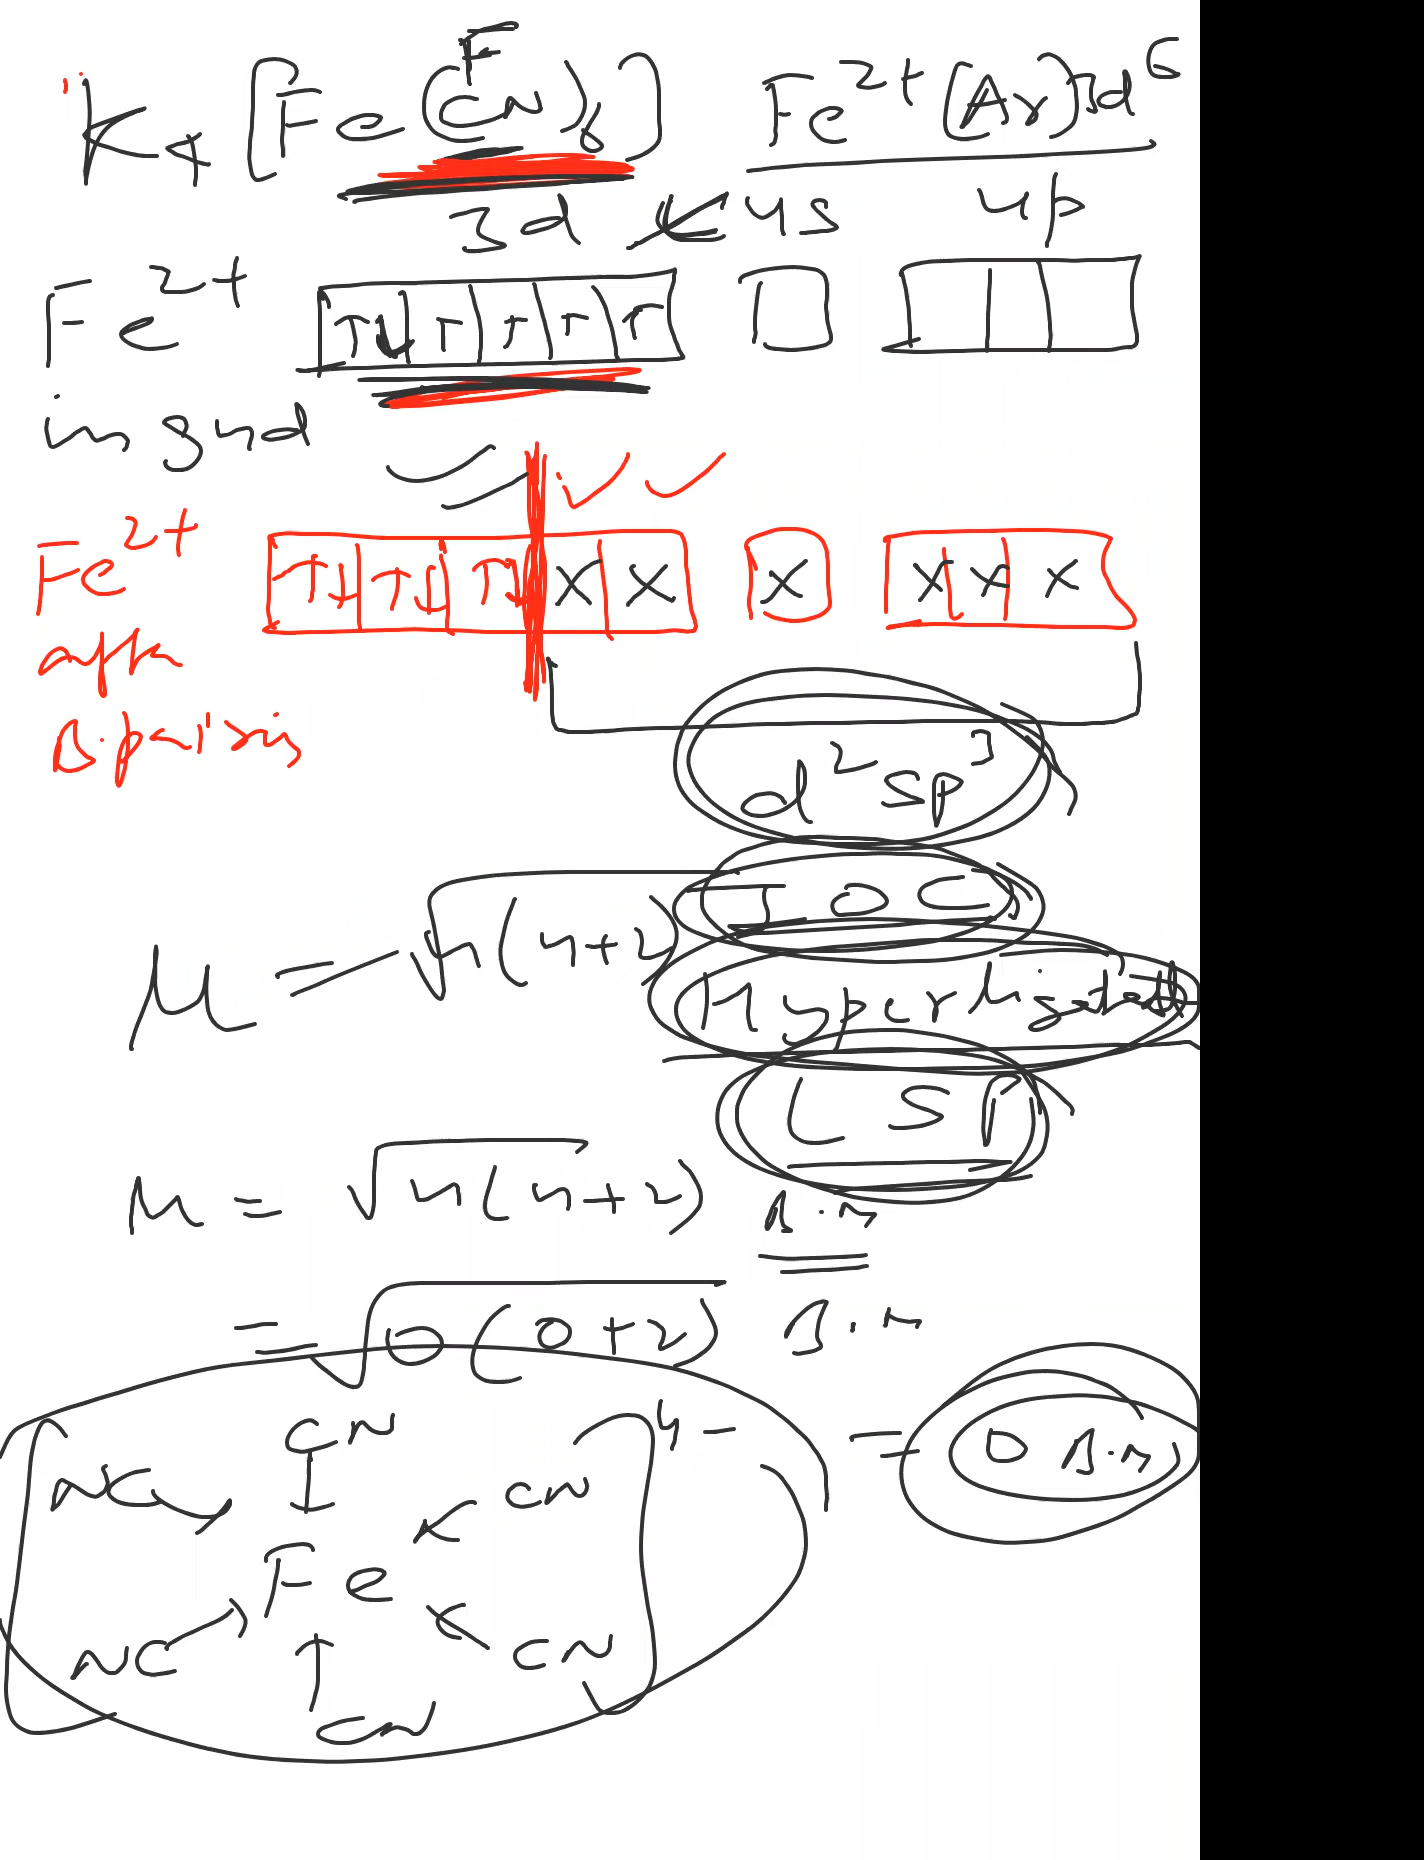 K4 [Fe(CN)6] Fe2+ (Ar)3d6
F
3d 4s 4p
Fe2+
in gnd
Fe2+
after
B.pairing
d2sp3
μ = √n(n+2) IOC
Hyperligated
LSP
μ = √n(n+2) B.m
= √0(0+2) B.m
= 0 B.m
CN 4-
NC CN
Fe
NC CN
CN